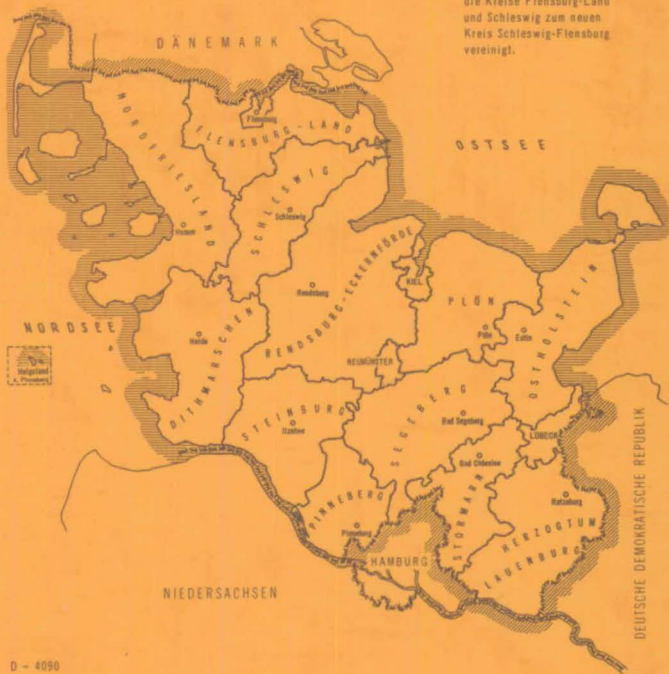 die Kreise Flensburg-Land
und Schleswig zum neuen
Kreis Schleswig-Flensburg
vereinigt.
DÄNEMARK
Flensburg
FLENSBURG-LAND
NORDFRIESLAND
OSTSEE
SCHLESWIG
Schleswig
Husum
RENDSBURG-ECKERNFÖRDE
KIEL
Rendsburg
PLÖN
OSTHOLSTEIN
NORDSEE
Heide
Plön
Eutin
Helgoland
DITHMARSCHEN
NEUMÜNSTER
STEINBURG
Itzehoe
SEGEBERG
Bad Segeberg
LÜBECK
Bad Oldesloe
DEUTSCHE DEMOKRATISCHE REPUBLIK
PINNEBERG
Pinneberg
STORMARN
Ratzeburg
HERZOGTUM
LAUENBURG
HAMBURG
NIEDERSACHSEN
D - 4090